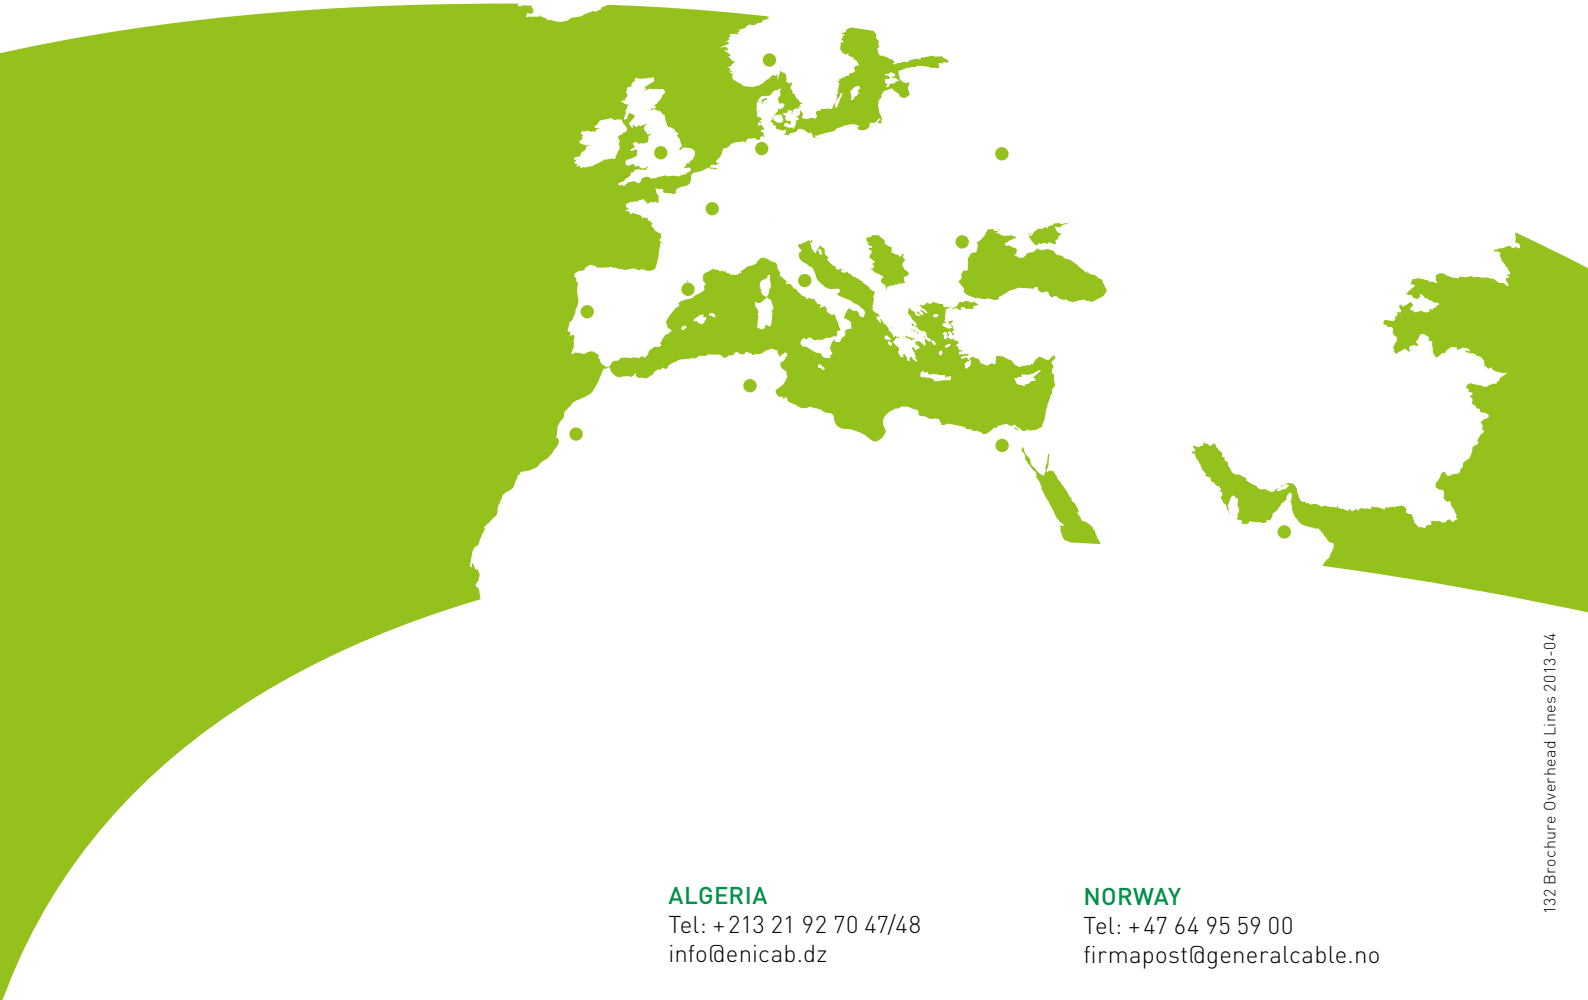 132 Brochure Overhead Lines 2013-04
ALGERIA
Tel: +213 21 92 70 47/48
info@enicab.dz
NORWAY
Tel: +47 64 95 59 00
firmapost@generalcable.no